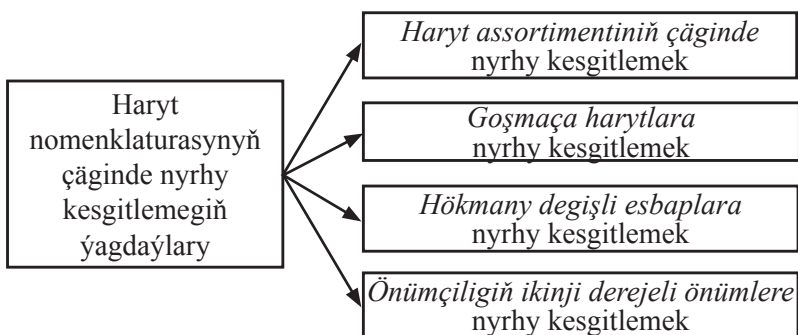 Haryt
nomenklaturasynyň
çäginde nyrhy
kesgitlemegiň
ýagdaýlary
Haryt assortimentiniň çäginde
nyrhy kesgitlemek
Goşmaça harytlara
nyrhy kesgitlemek
Hökmany degişli esbaplara
nyrhy kesgitlemek
Önümçiligiň ikinji derejeli önümlere
nyrhy kesgitlemek